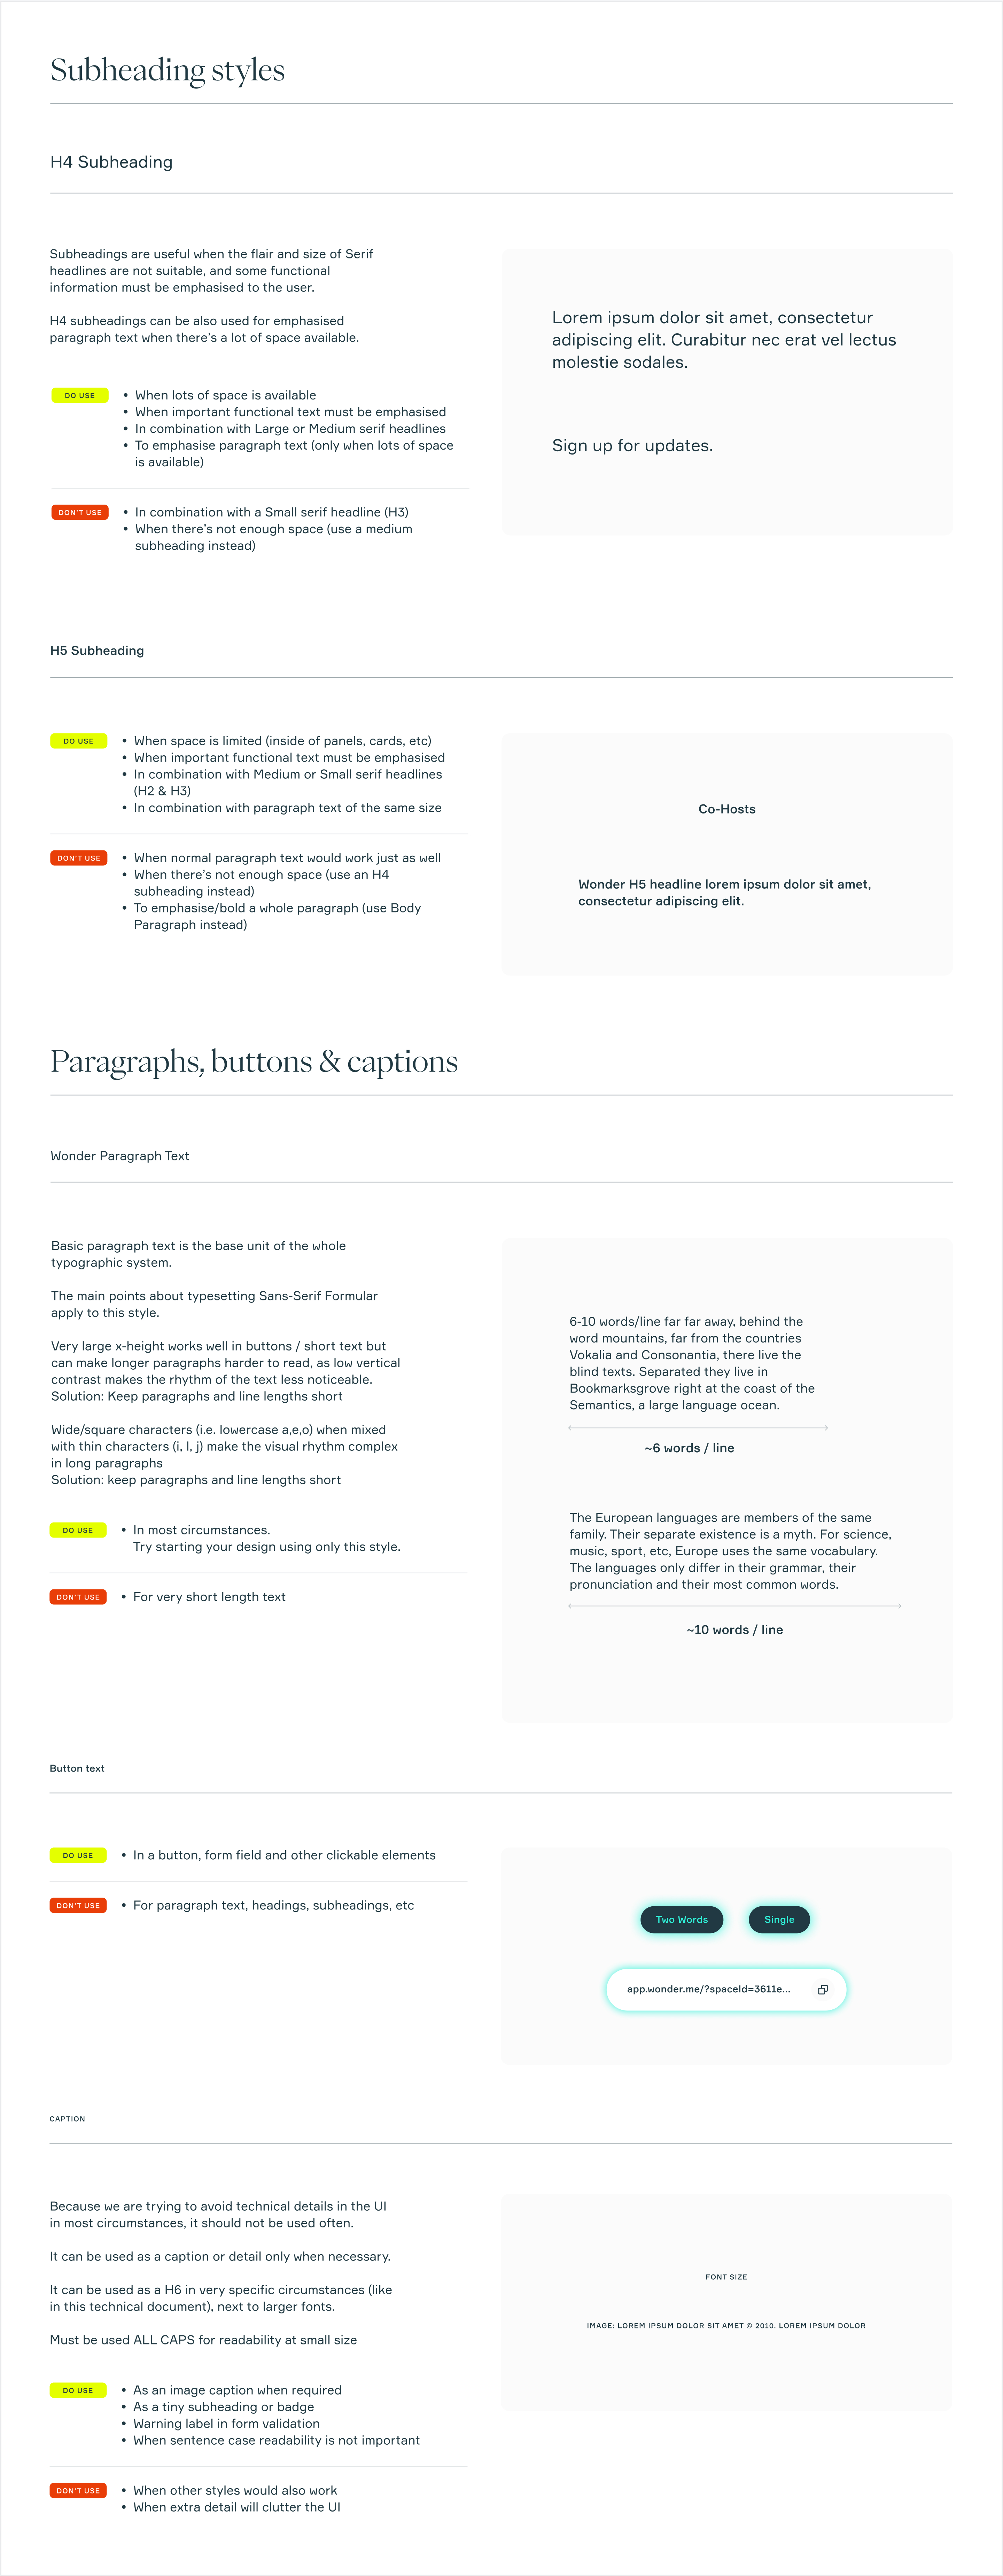 Subheading styles
H4 Subheading
Subheadings are useful when the flair and size of Serif
headlines are not suitable, and some functional
information must be emphasised to the user.
H4 subheadings can be also used for emphasised
paragraph text when there's a lot of space available.
DO USE
• When lots of space is available
• When important functional text must be emphasised
• In combination with Large or Medium serif headlines
• To emphasise paragraph text (only when lots of space
is available)
DON'T USE
• In combination with a Small serif headline (H3)
• When there's not enough space (use a medium
subheading instead)
Lorem ipsum dolor sit amet, consectetur
adipiscing elit. Curabitur nec erat vel lectus
molestie sodales.
Sign up for updates.
H5 Subheading
DO USE
• When space is limited (inside of panels, cards, etc)
• When important functional text must be emphasised
• In combination with Medium or Small serif headlines
(H2 & H3)
• In combination with paragraph text of the same size
DON'T USE
• When normal paragraph text would work just as well
• When there's not enough space (use an H4
subheading instead)
• To emphasise/bold a whole paragraph (use Body
Paragraph instead)
Co-Hosts
Wonder H5 headline lorem ipsum dolor sit amet,
consectetur adipiscing elit.
Paragraphs, buttons & captions
Wonder Paragraph Text
Basic paragraph text is the base unit of the whole
typographic system.
The main points about typesetting Sans-Serif Formular
apply to this style.
Very large x-height works well in buttons / short text but
can make longer paragraphs harder to read, as low vertical
contrast makes the rhythm of the text less noticeable.
Solution: Keep paragraphs and line lengths short
Wide/square characters (i.e. lowercase a,e,o) when mixed
with thin characters (i, l, j) make the visual rhythm complex
in long paragraphs
Solution: keep paragraphs and line lengths short
DO USE
• In most circumstances.
Try starting your design using only this style.
DON'T USE
• For very short length text
6-10 words/line far far away, behind the
word mountains, far from the countries
Vokalia and Consonantia, there live the
blind texts. Separated they live in
Bookmarksgrove right at the coast of the
Semantics, a large language ocean.
~6 words / line
The European languages are members of the same
family. Their separate existence is a myth. For science,
music, sport, etc, Europe uses the same vocabulary.
The languages only differ in their grammar, their
pronunciation and their most common words.
~10 words / line
Button text
DO USE
• In a button, form field and other clickable elements
DON'T USE
• For paragraph text, headings, subheadings, etc
Two Words
Single
app.wonder.me/?spaceId=3611e...
CAPTION
Because we are trying to avoid technical details in the UI
in most circumstances, it should not be used often.
It can be used as a caption or detail only when necessary.
It can be used as a H6 in very specific circumstances (like
in this technical document), next to larger fonts.
Must be used ALL CAPS for readability at small size
DO USE
• As an image caption when required
• As a tiny subheading or badge
• Warning label in form validation
• When sentence case readability is not important
DON'T USE
• When other styles would also work
• When extra detail will clutter the UI
FONT SIZE
IMAGE: LOREM IPSUM DOLOR SIT AMET © 2010. LOREM IPSUM DOLOR